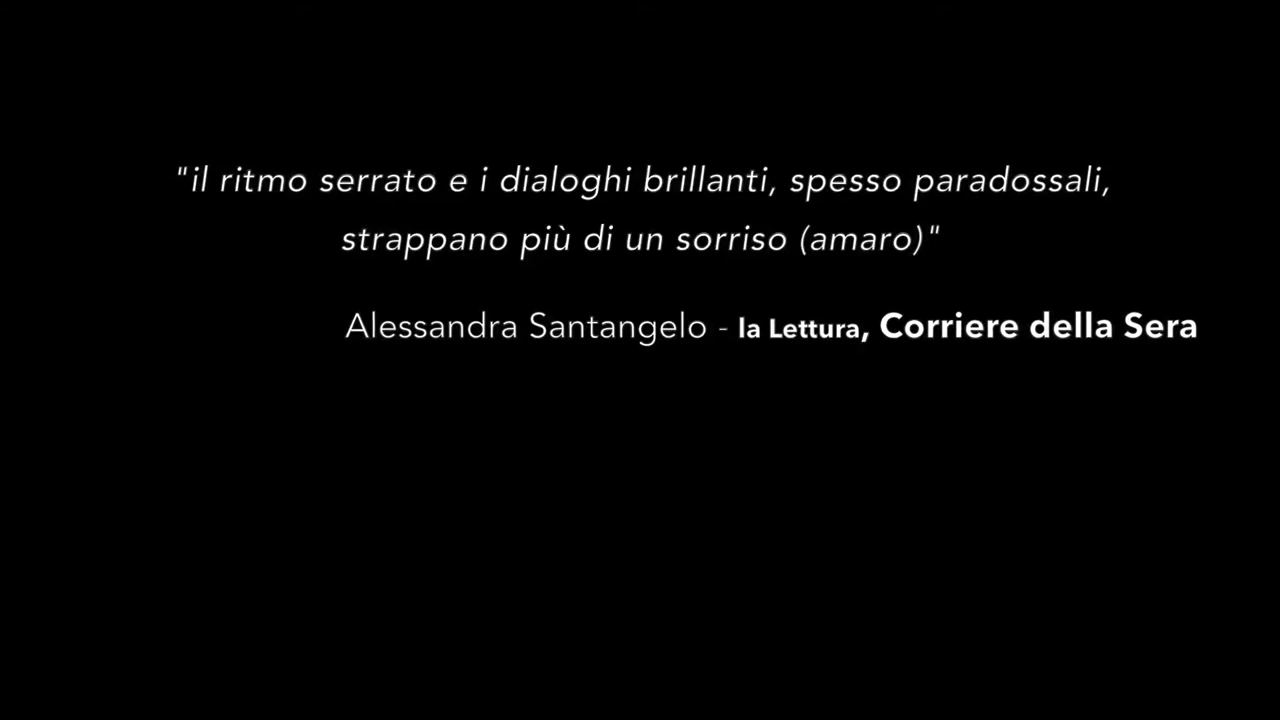 "il ritmo serrato e i dialoghi brillanti, spesso paradossali,
strappano più di un sorriso (amaro)"
Alessandra Santangelo - la Lettura, Corriere della Sera